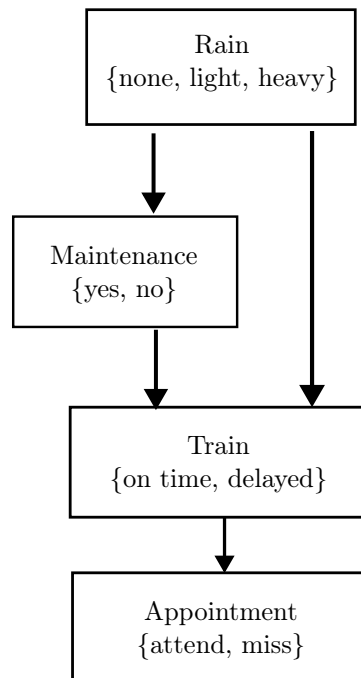 Rain
{none, light, heavy}
Maintenance
{yes, no}
Train
{on time, delayed}
Appointment
{attend, miss}